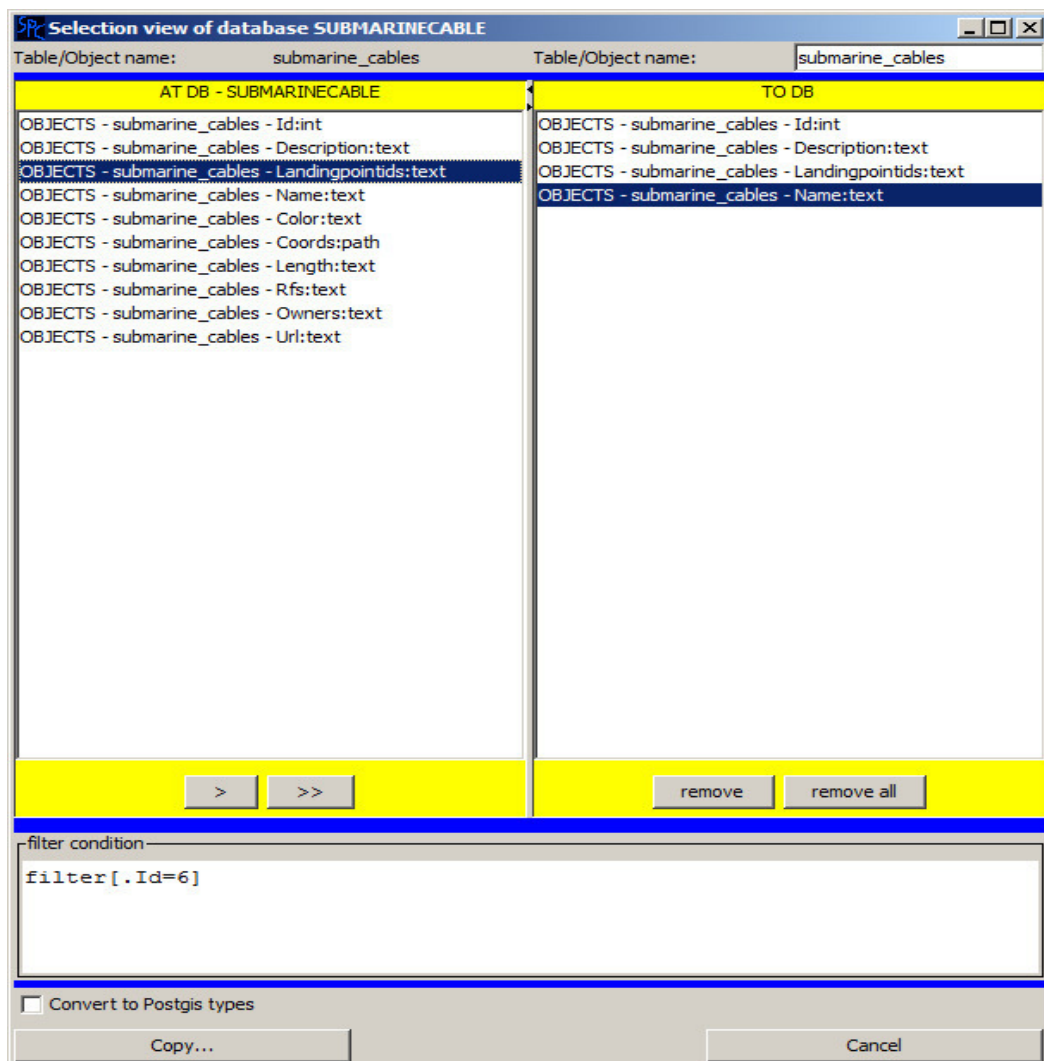 SPC Selection view of database SUBMARINECABLE
Table/Object name: submarine_cables Table/Object name: submarine_cables
AT DB - SUBMARINECABLE
OBJECTS - submarine_cables - Id:int
OBJECTS - submarine_cables - Description:text
OBJECTS - submarine_cables - Landingpointids:text
OBJECTS - submarine_cables - Name:text
OBJECTS - submarine_cables - Color:text
OBJECTS - submarine_cables - Coords:path
OBJECTS - submarine_cables - Length:text
OBJECTS - submarine_cables - Rfs:text
OBJECTS - submarine_cables - Owners:text
OBJECTS - submarine_cables - Url:text
> >>
TO DB
OBJECTS - submarine_cables - Id:int
OBJECTS - submarine_cables - Description:text
OBJECTS - submarine_cables - Landingpointids:text
OBJECTS - submarine_cables - Name:text
remove remove all
filter condition
filter[.Id=6]
Convert to Postgis types
Copy... Cancel